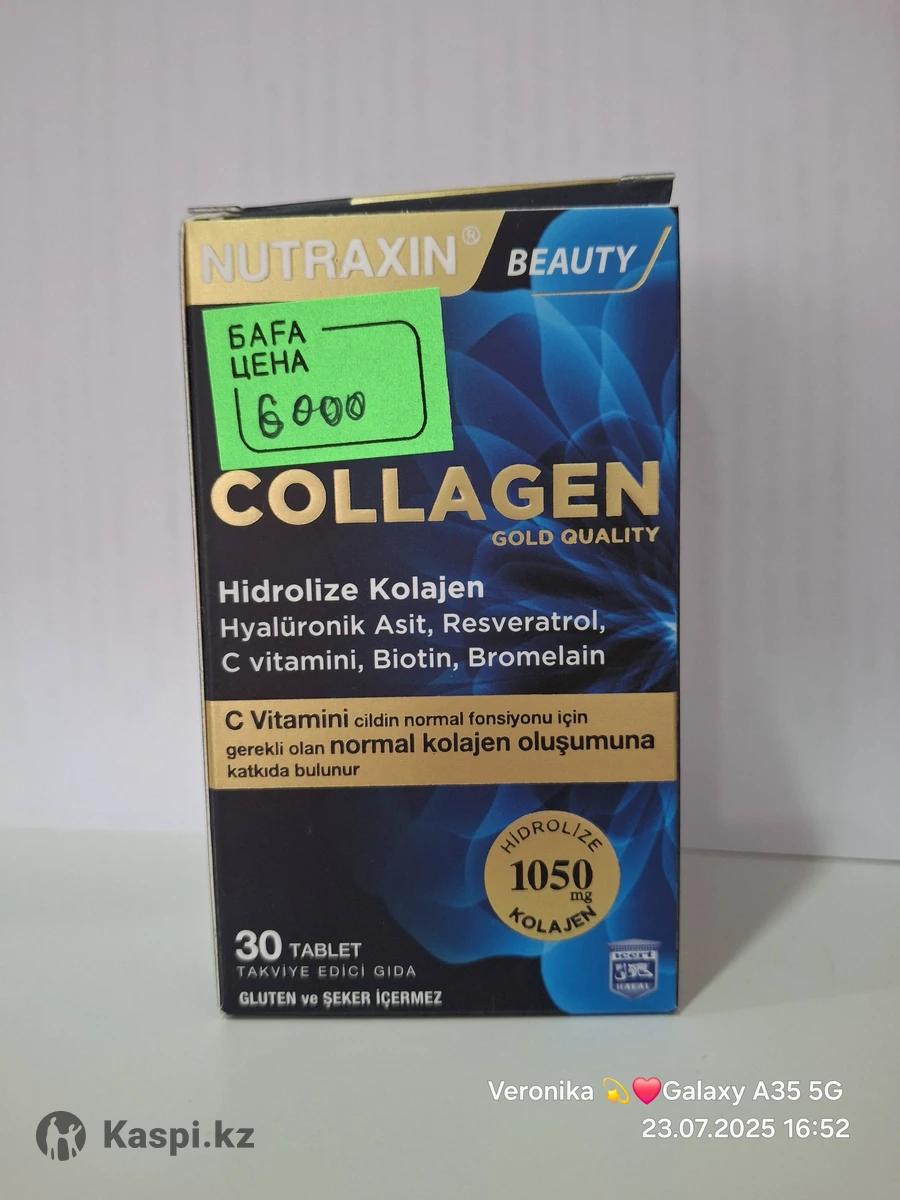 NUTRAXIN®
BEAUTY
БАҒА
ЦЕНА
6000
COLLAGEN
GOLD QUALITY
Hidrolize Kolajen
Hyalüronik Asit, Resveratrol,
C vitamini, Biotin, Bromelain
C Vitamini cildin normal fonsiyonu için
gerekli olan normal kolajen oluşumuna
katkıda bulunur
HİDROLİZE
1050
mg
KOLAJEN
30 TABLET
TAKVİYE EDİCİ GIDA
GLUTEN ve ŞEKER İÇERMEZ
icert
HALAL
Veronika 💫❤️Galaxy A35 5G
23.07.2025 16:52
Kaspi.kz